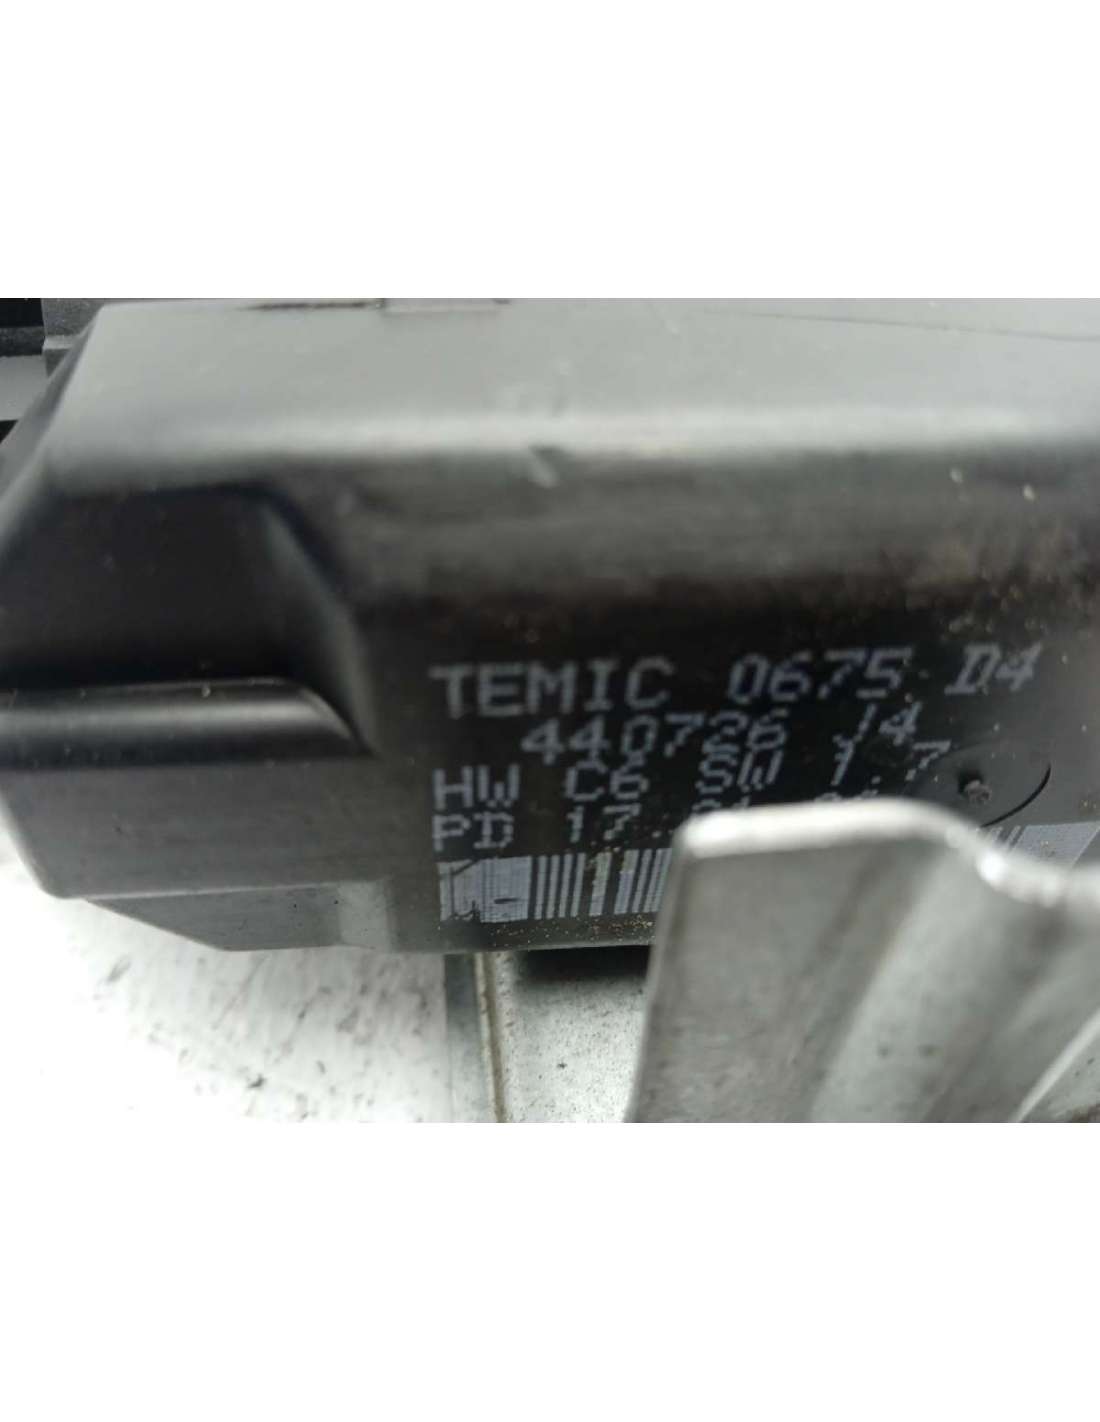 TEMIC 0675 D4
440726 J4
HW C6 SW 1.7
PD 17.